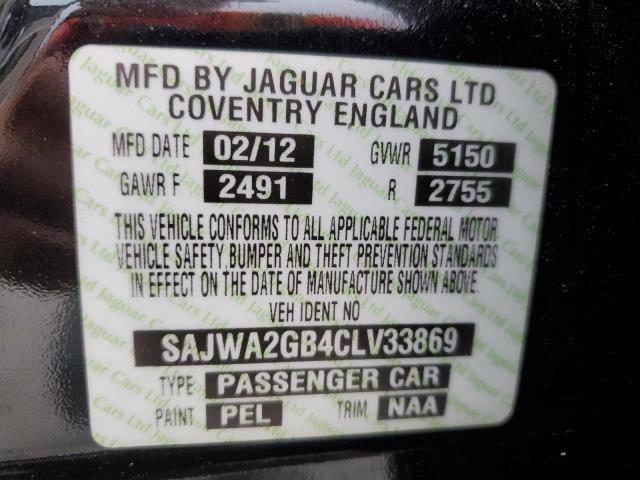 MFD BY JAGUAR CARS LTD
COVENTRY ENGLAND
MFD DATE 02/12 GVWR 5150
GAWR F 2491 R 2755
THIS VEHICLE CONFORMS TO ALL APPLICABLE FEDERAL MOTOR
VEHICLE SAFETY, BUMPER AND THEFT PREVENTION STANDARDS
IN EFFECT ON THE DATE OF MANUFACTURE SHOWN ABOVE.
VEH IDENT NO
SAJWA2GB4CLV33869
TYPE PASSENGER CAR
PAINT PEL TRIM NAA